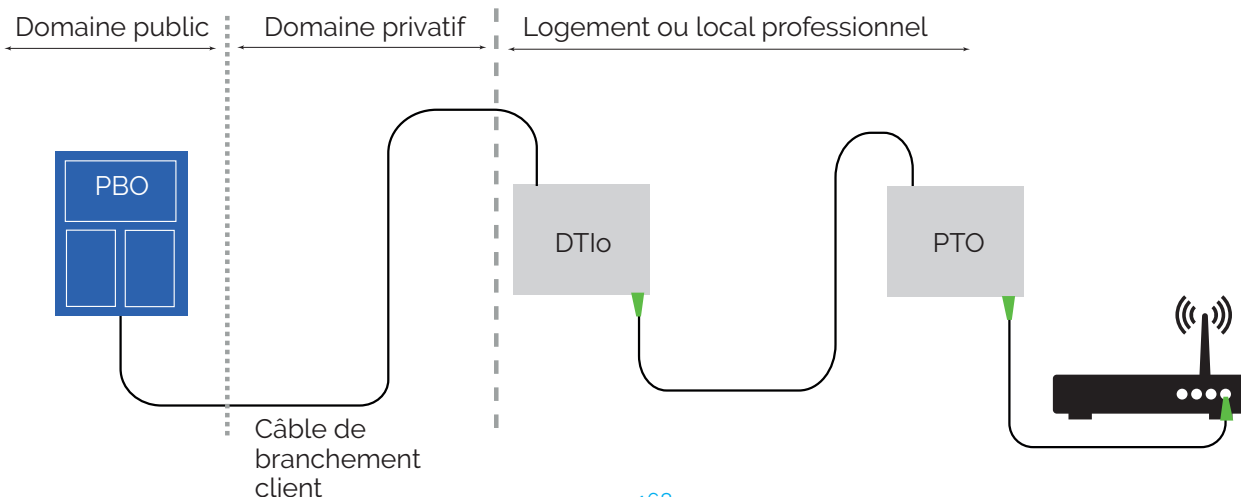 Domaine public
Domaine privatif
Logement ou local professionnel
PBO
DTIo
PTO
Câble de
branchement
client